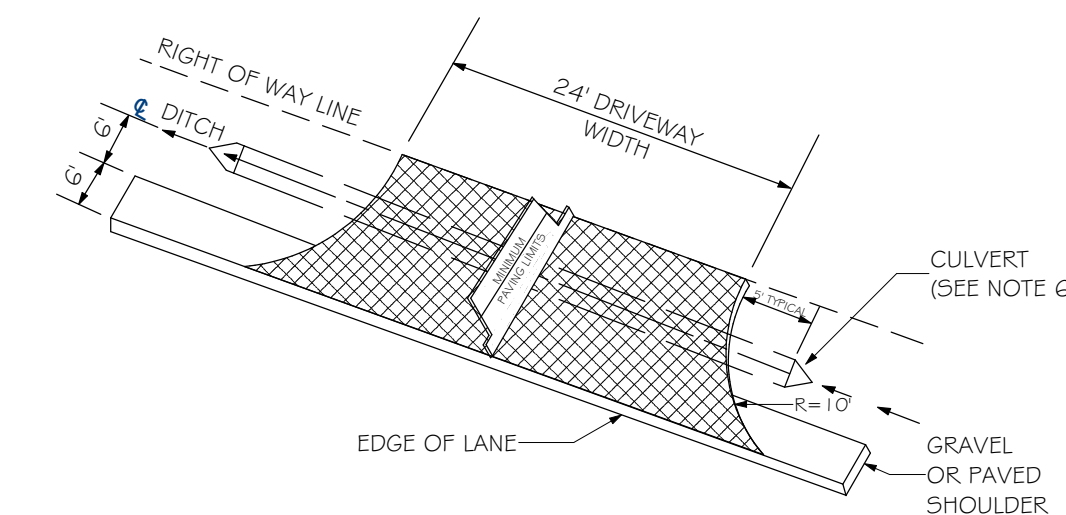 RIGHT OF WAY LINE
℄ DITCH
6'
6'
24' DRIVEWAY
WIDTH
MINIMUM
PAVING LIMITS
5' TYPICAL
CULVERT
(SEE NOTE 6
R=10'
EDGE OF LANE
GRAVEL
OR PAVED
SHOULDER